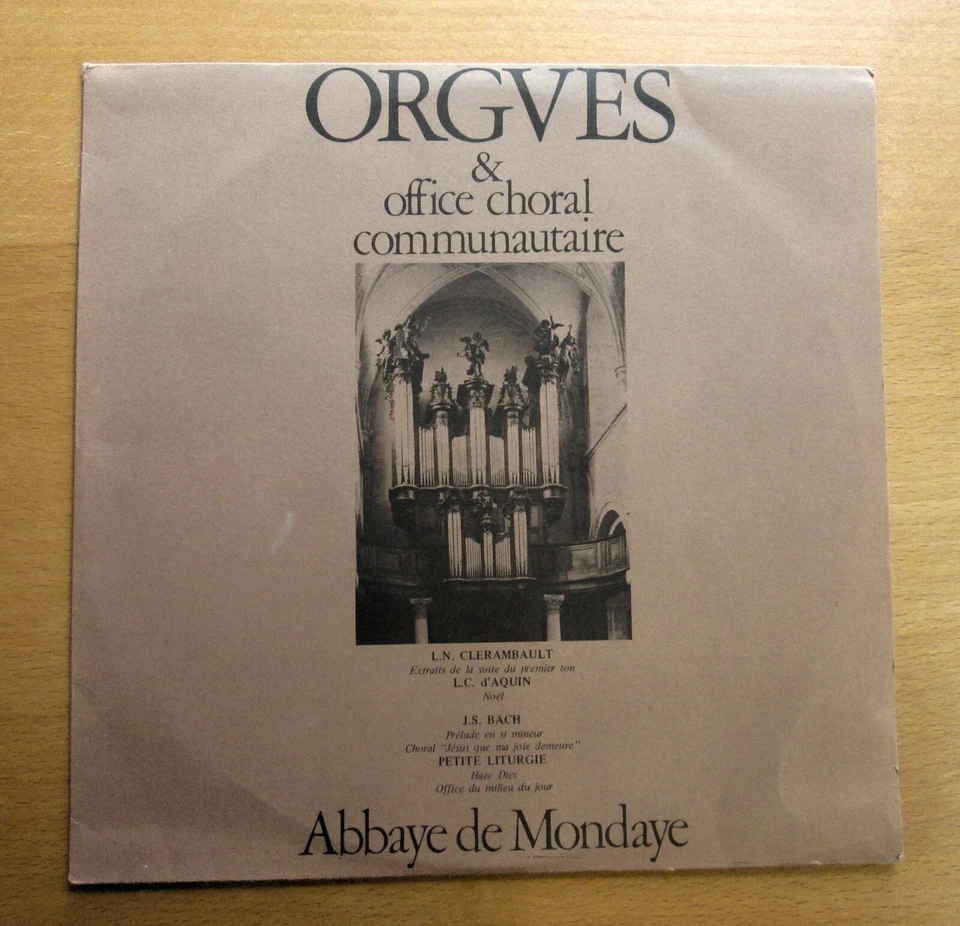 ORGVES
&
office choral
communautaire
L.N. CLERAMBAULT
Extraits de la suite du premier ton
L.C. d'AQUIN
Noël
J.S. BACH
Prélude en si mineur
Choral "Jésus que ma joie demeure"
PETITE LITURGIE
Haec Dies
Office du milieu du jour
Abbaye de Mondaye